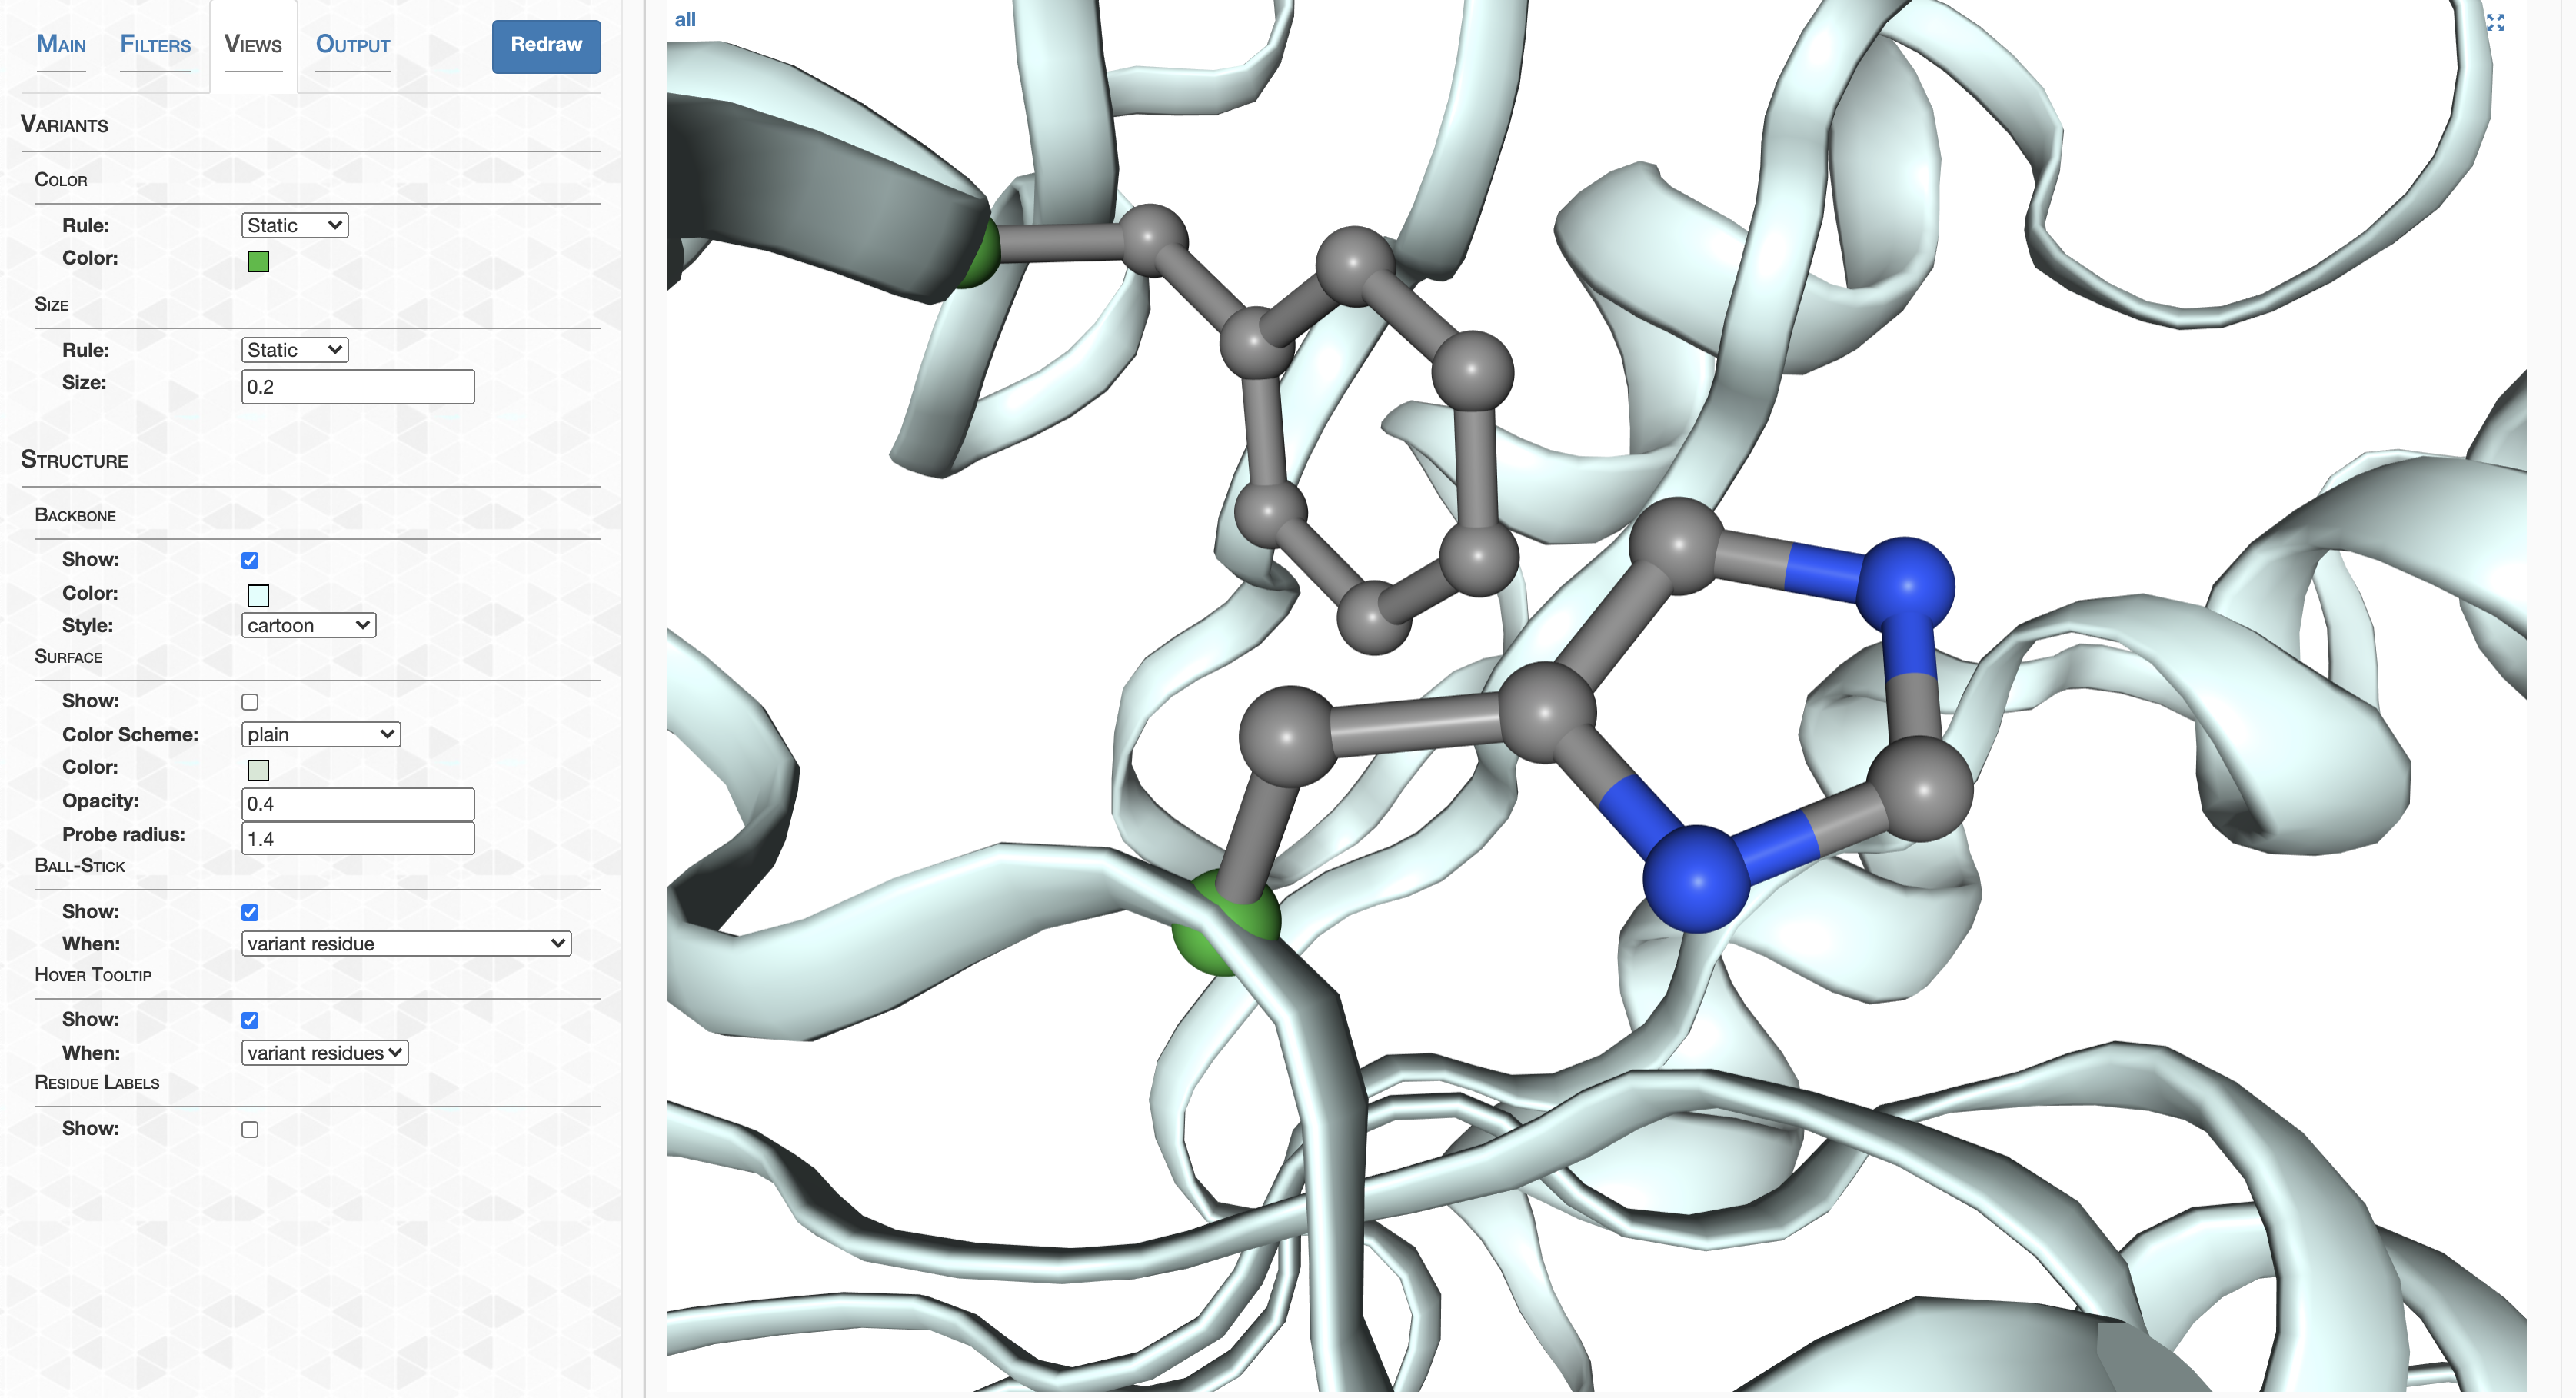 Main Filters Views Output Redraw
Variants
Color
Rule: Static
Color:
Size
Rule: Static
Size: 0.2
Structure
Backbone
Show:
Color:
Style: cartoon
Surface
Show:
Color Scheme: plain
Color:
Opacity: 0.4
Probe radius: 1.4
Ball-Stick
Show:
When: variant residue
Hover Tooltip
Show:
When: variant residues
Residue Labels
Show:
all